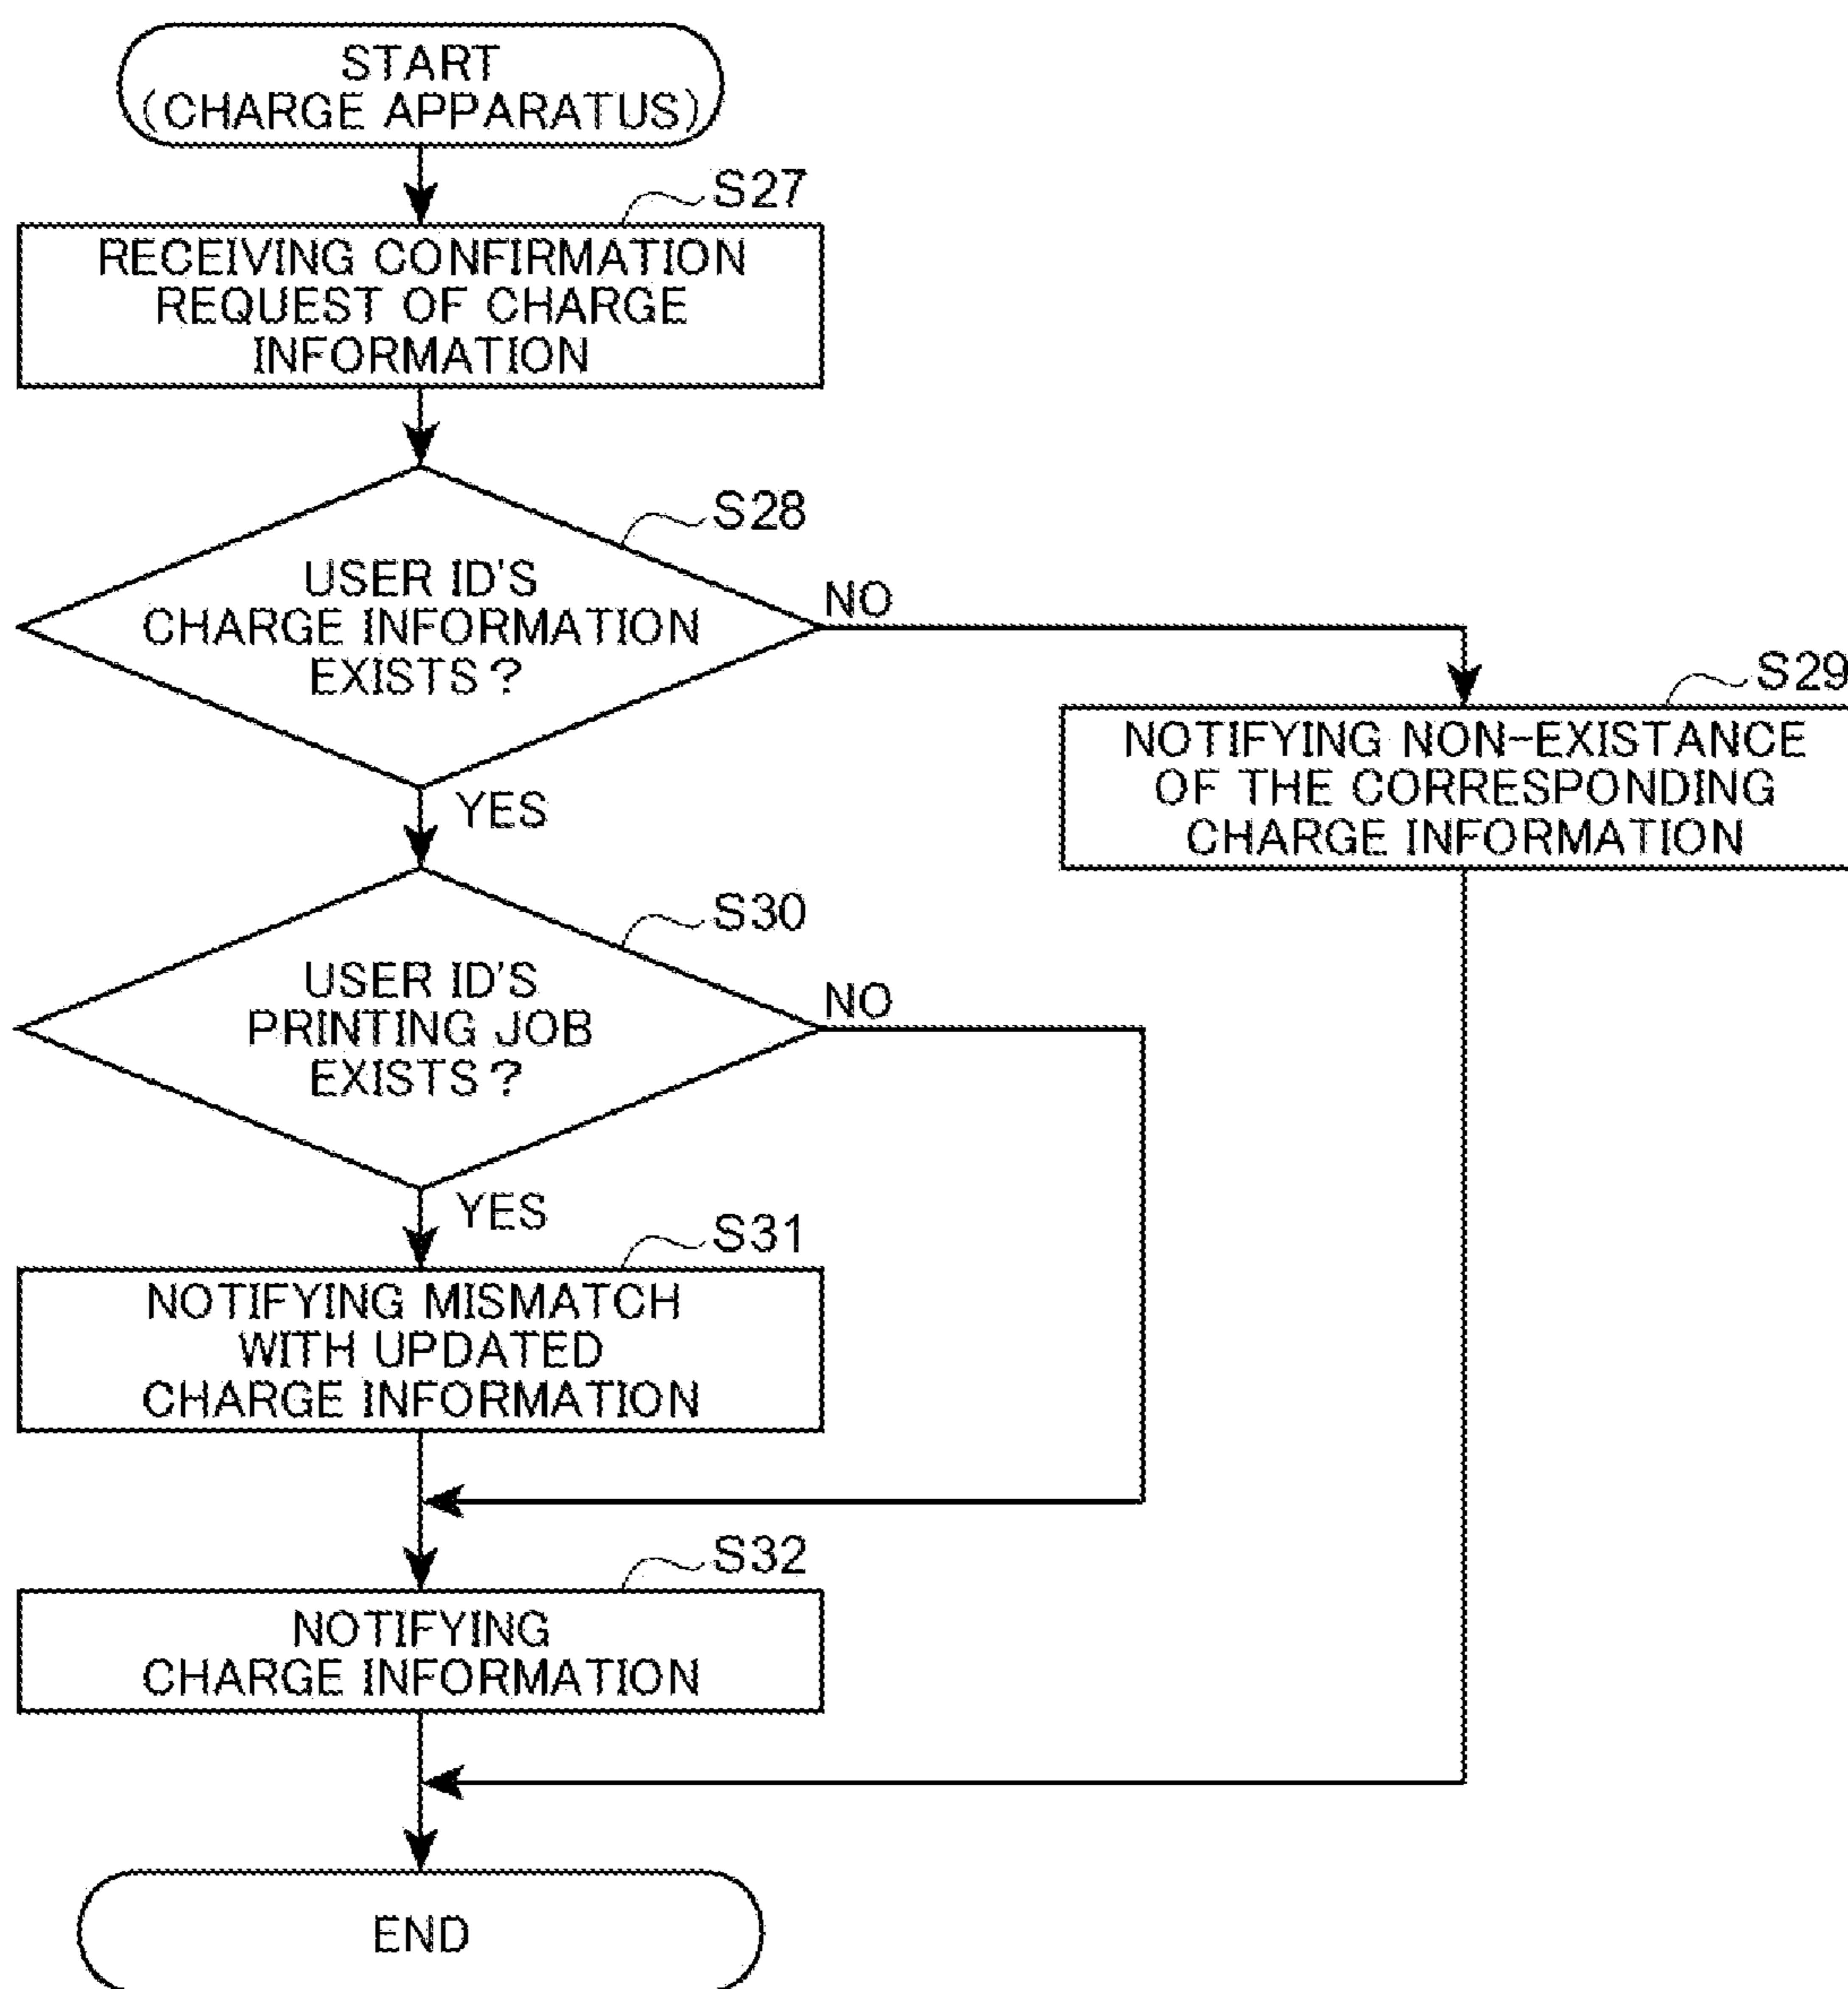 START
(CHARGE APPARATUS)
S27
RECEIVING CONFIRMATION
REQUEST OF CHARGE
INFORMATION
S28
USER ID'S
CHARGE INFORMATION
EXISTS?
NO
YES
S29
NOTIFYING NON-EXISTANCE
OF THE CORRESPONDING
CHARGE INFORMATION
S30
USER ID'S
PRINTING JOB
EXISTS?
NO
YES
S31
NOTIFYING MISMATCH
WITH UPDATED
CHARGE INFORMATION
S32
NOTIFYING
CHARGE INFORMATION
END